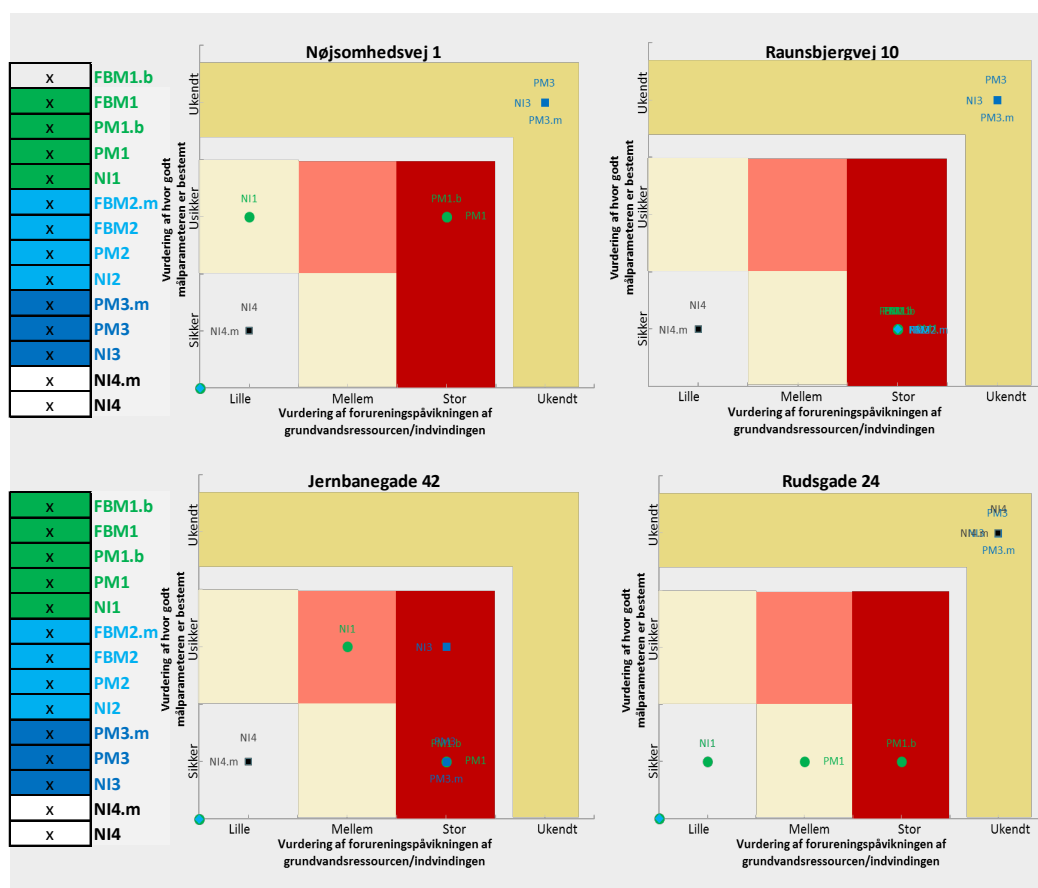 Nøjsomhedsvej 1
Raunsbjergvej 10
x FBM1.b
x FBM1
x PM1.b
x PM1
x NI1
x FBM2.m
x FBM2
x PM2
x NI2
x PM3.m
x PM3
x NI3
x NI4.m
x NI4
Vurdering af hvor godt
målparameteren er bestemt
Ukendt
Usikker
Sikker
PM3
NI3
PM3.m
NI1
PM1.b
PM1
NI4
NI4.m
Lille Mellem Stor Ukendt
Vurdering af forureningspåvikningen af
grundvandsressourcen/indvindingen
Vurdering af hvor godt
målparameteren er bestemt
Ukendt
Usikker
Sikker
PM3
NI3
PM3.m
NI4
NI4.m
Lille Mellem Stor Ukendt
Vurdering af forureningspåvikningen af
grundvandsressourcen/indvindingen
Jernbanegade 42
Rudsgade 24
x FBM1.b
x FBM1
x PM1.b
x PM1
x NI1
x FBM2.m
x FBM2
x PM2
x NI2
x PM3.m
x PM3
x NI3
x NI4.m
x NI4
Vurdering af hvor godt
målparameteren er bestemt
Ukendt
Usikker
Sikker
NI1
NI3
NI4
NI4.m
PM1.b
PM1
PM3.m
Lille Mellem Stor Ukendt
Vurdering af forureningspåvikningen af
grundvandsressourcen/indvindingen
Vurdering af hvor godt
målparameteren er bestemt
Ukendt
Usikker
Sikker
NI4
PM3
NI4.m
NI3
PM3.m
NI1
PM1
PM1.b
Lille Mellem Stor Ukendt
Vurdering af forureningspåvikningen af
grundvandsressourcen/indvindingen